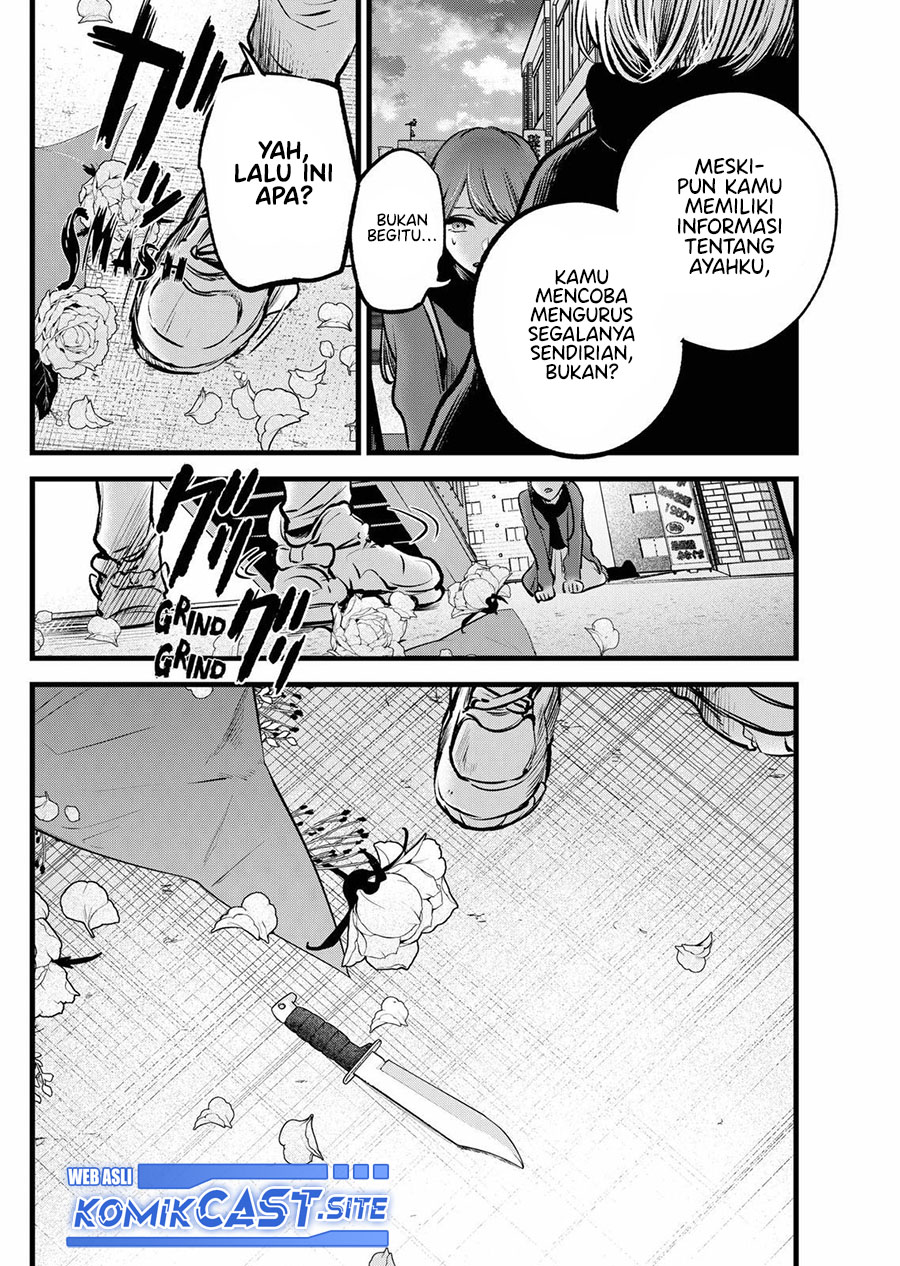 MESKI-
PUN KAMU
MEMILIKI
INFORMASI
TENTANG
AYAHKU,
KAMU
MENCOBA
MENGURUS
SEGALANYA
SENDIRIAN,
BUKAN?
BUKAN
BEGITU...
YAH,
LALU INI
APA?
SMASH
GRIND
GRIND
WEB ASLI
KOMIKCAST.SITE